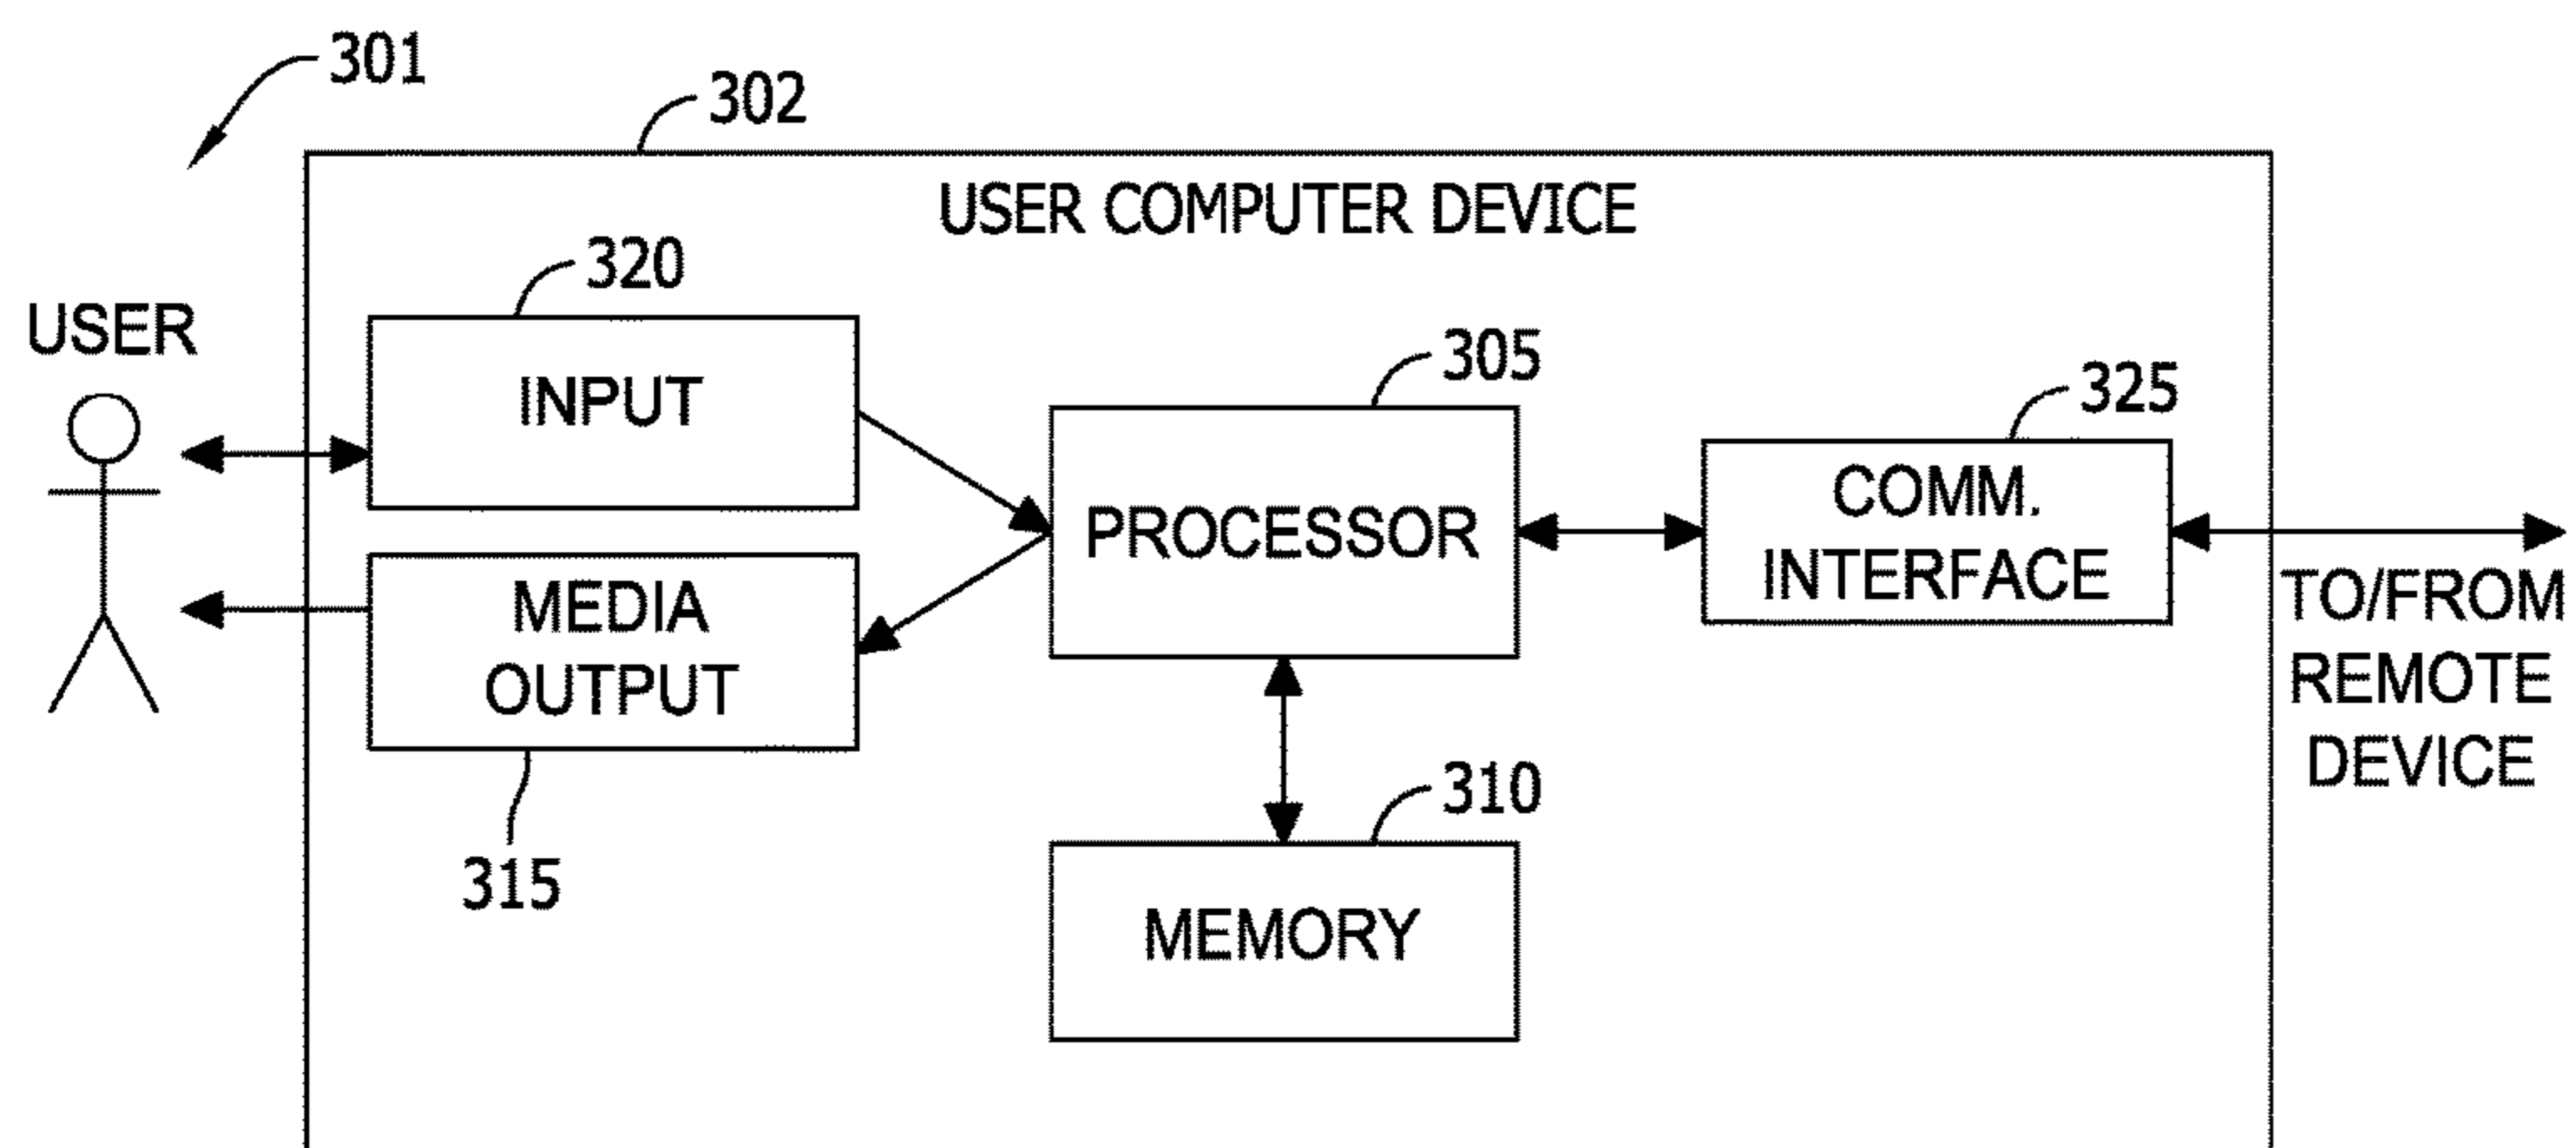 301
302
USER COMPUTER DEVICE
320
USER
INPUT
305
325
PROCESSOR
COMM.
INTERFACE
MEDIA
OUTPUT
TO/FROM
REMOTE
DEVICE
310
315
MEMORY